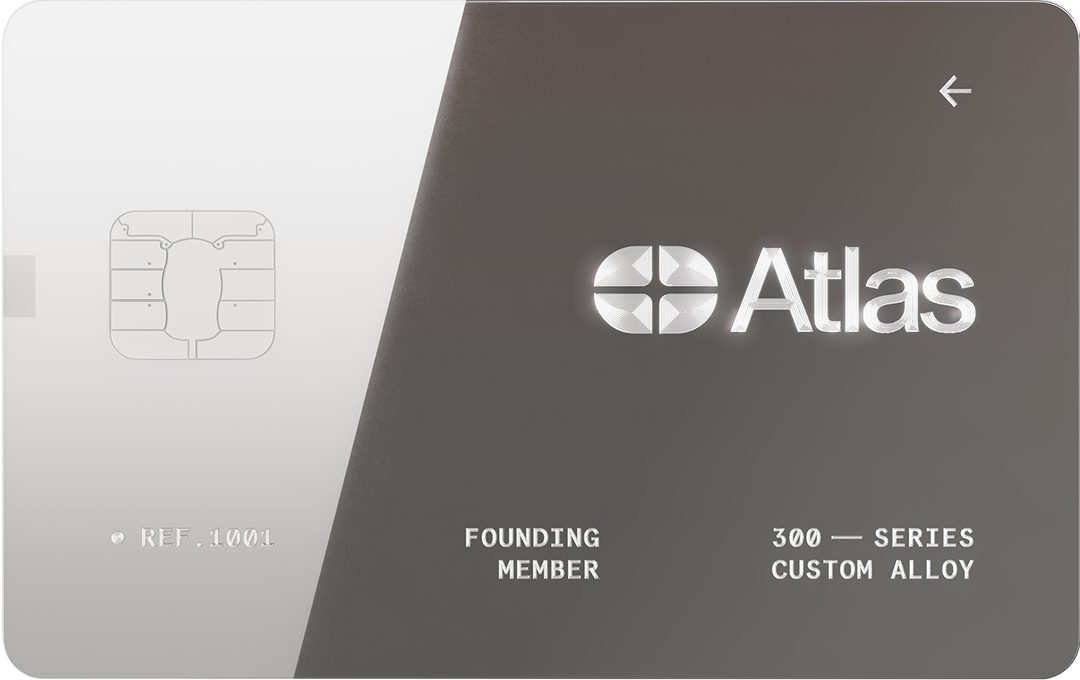 Atlas
REF.1001
FOUNDING
MEMBER
300 — SERIES
CUSTOM ALLOY